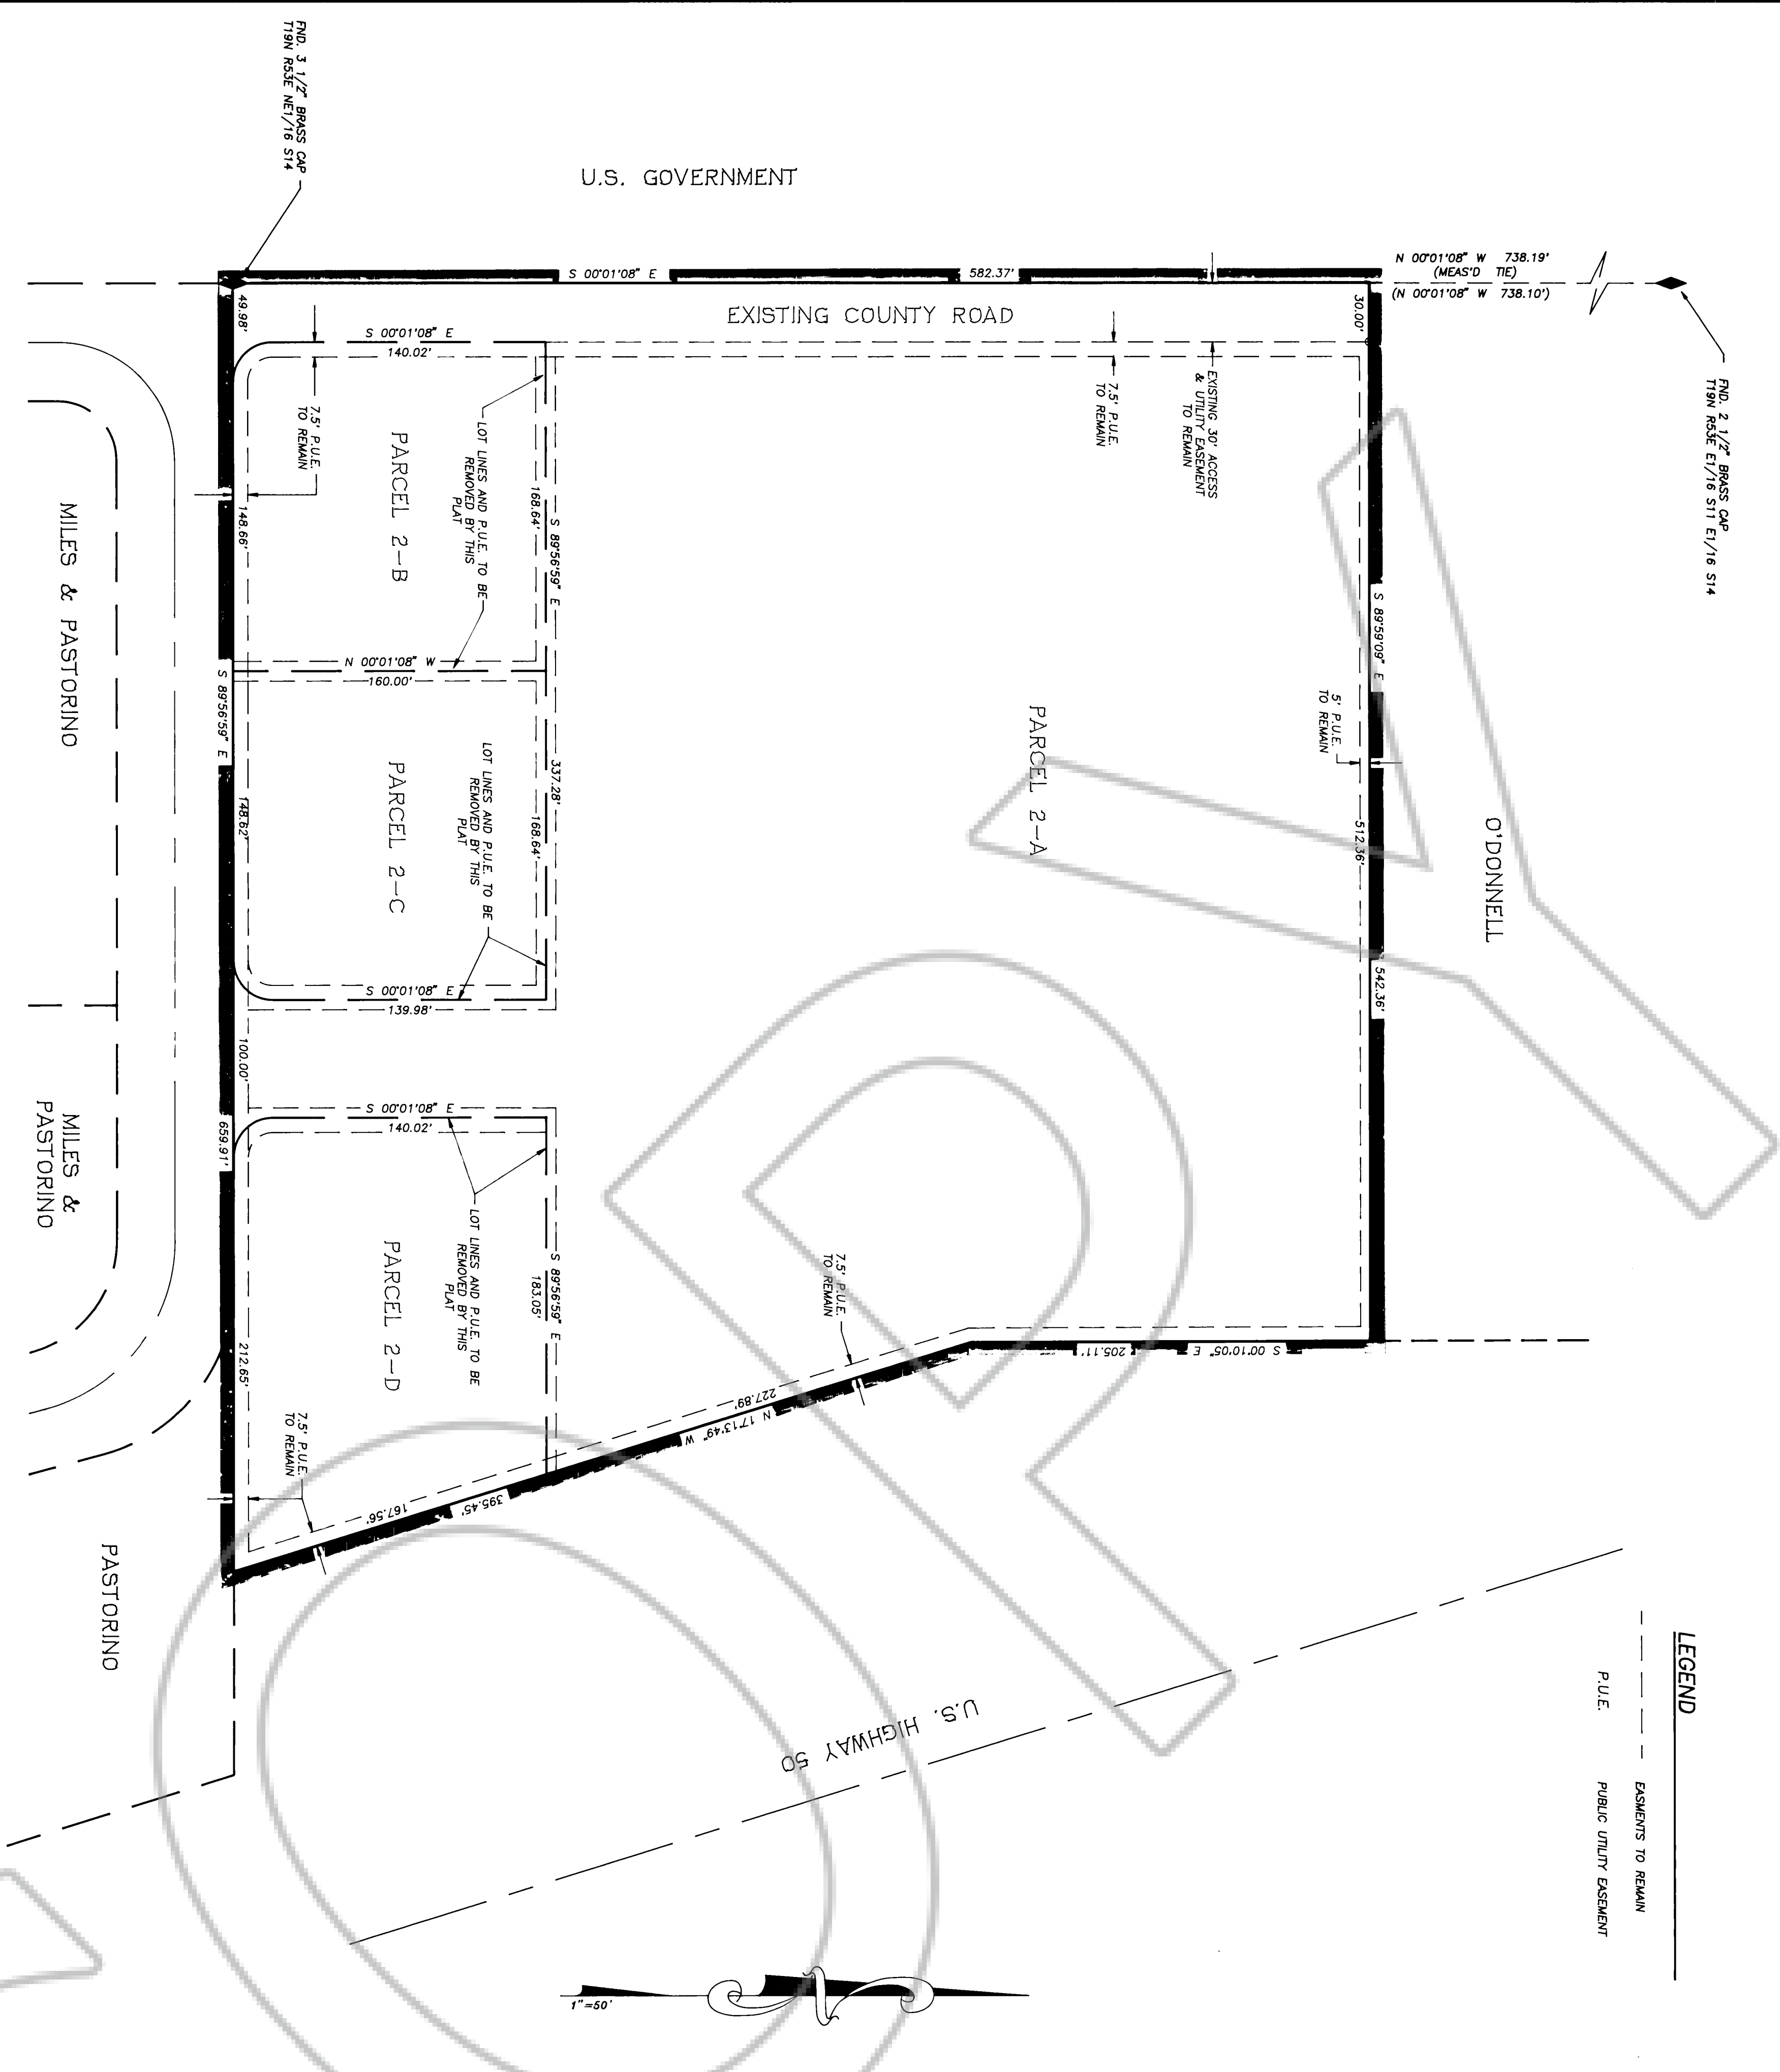 FND. 3 1/2" BRASS CAP
T19N R53E NE1/16 S14
U.S. GOVERNMENT
N 00°01'08" W 738.19'
(MEAS'D TIE)
(N 00°01'08" W 738.10')
FND. 2 1/2" BRASS CAP
T19N R53E E1/16 S11 E1/16 S14
S 00°01'08" E
582.37'
EXISTING COUNTY ROAD
30.00'
49.98'
S 00°01'08" E
140.02'
7.5' P.U.E.
TO REMAIN
PARCEL 2-B
LOT LINES AND P.U.E. TO BE
REMOVED BY THIS
PLAT
168.64'
S 89°56'59" E
7.5' P.U.E.
TO REMAIN
EXISTING 30' ACCESS
& UTILITY EASEMENT
TO REMAIN
S 89°59'09" E
148.66'
N 00°01'08" W
160.00'
S 89°56'59" E
MILES & PASTORINO
PARCEL 2-C
LOT LINES AND P.U.E. TO BE
REMOVED BY THIS
PLAT
337.28'
168.64'
PARCEL 2-A
5' P.U.E.
TO REMAIN
512.36'
O'DONNELL
542.36'
148.62'
S 00°01'08" E
139.98'
100.00'
S 00°01'08" E
140.02'
659.91'
MILES &
PASTORINO
PARCEL 2-D
LOT LINES AND P.U.E. TO BE
REMOVED BY THIS
PLAT
S 89°56'59" E
183.05'
7.5' P.U.E.
TO REMAIN
205.11'
S 00°10'05" E
227.89'
N 17°13'49" W
212.65'
7.5' P.U.E.
TO REMAIN
167.56'
395.45'
PASTORINO
U.S. HIGHWAY 50
LEGEND
EASMENTS TO REMAIN
P.U.E. PUBLIC UTILITY EASEMENT
1"=50'
COPY